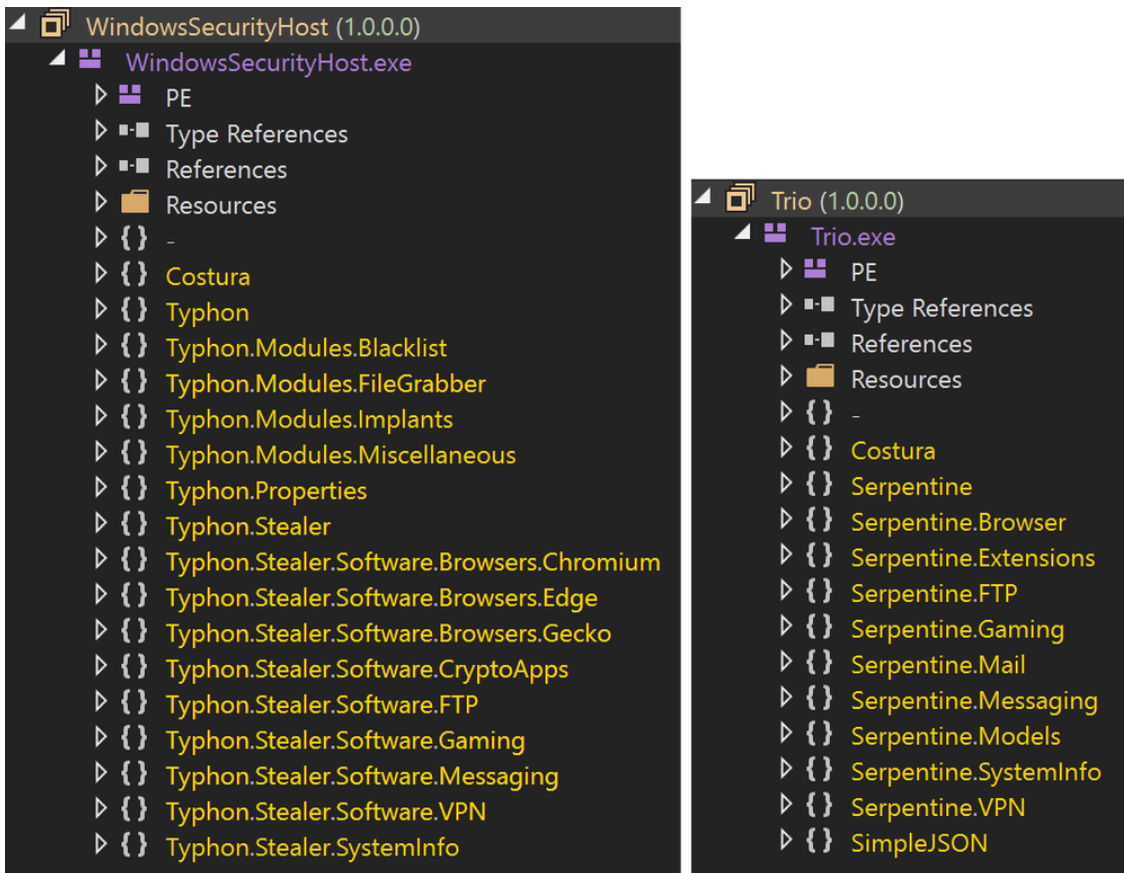 WindowsSecurityHost (1.0.0.0)
WindowsSecurityHost.exe
PE
Type References
References
Resources
{ } -
{ } Costura
{ } Typhon
{ } Typhon.Modules.Blacklist
{ } Typhon.Modules.FileGrabber
{ } Typhon.Modules.Implants
{ } Typhon.Modules.Miscellaneous
{ } Typhon.Properties
{ } Typhon.Stealer
{ } Typhon.Stealer.Software.Browsers.Chromium
{ } Typhon.Stealer.Software.Browsers.Edge
{ } Typhon.Stealer.Software.Browsers.Gecko
{ } Typhon.Stealer.Software.CryptoApps
{ } Typhon.Stealer.Software.FTP
{ } Typhon.Stealer.Software.Gaming
{ } Typhon.Stealer.Software.Messaging
{ } Typhon.Stealer.Software.VPN
{ } Typhon.Stealer.SystemInfo
Trio (1.0.0.0)
Trio.exe
PE
Type References
References
Resources
{ } -
{ } Costura
{ } Serpentine
{ } Serpentine.Browser
{ } Serpentine.Extensions
{ } Serpentine.FTP
{ } Serpentine.Gaming
{ } Serpentine.Mail
{ } Serpentine.Messaging
{ } Serpentine.Models
{ } Serpentine.SystemInfo
{ } Serpentine.VPN
{ } SimpleJSON